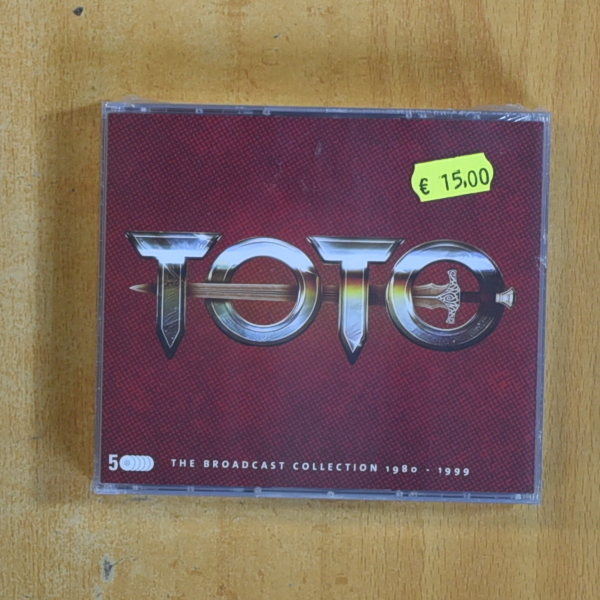 € 15,00
TOTO
5
THE BROADCAST COLLECTION 1980 - 1999